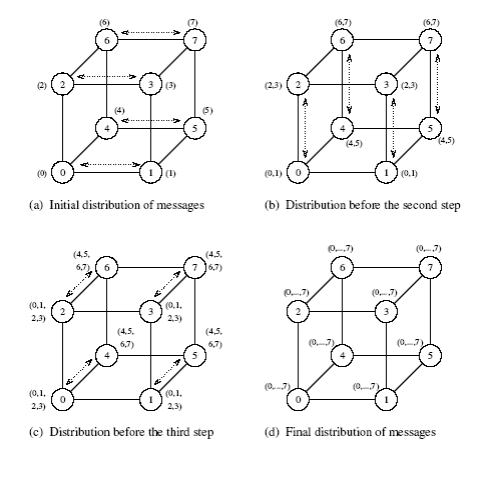 (6) (7)
6 7
(2) 2 3 (3)
(4) (5)
4 5
(0) 0 1 (1)
(a) Initial distribution of messages
(6,7) (6,7)
6 7
(2,3) 2 3 (2,3)
4 5
(4,5) (4,5)
(0,1) 0 1 (0,1)
(b) Distribution before the second step
(4,5, (4,5,
6,7) 6 7 6,7)
(0,1, (0,1,
2,3) 2 3 2,3)
(4,5, (4,5,
6,7) 6,7)
4 5
(0,1, (0,1,
2,3) 0 1 2,3)
(c) Distribution before the third step
(0,...,7) (0,...,7)
6 7
(0,...,7) (0,...,7)
2 3
(0,...,7) 4 (0,...,7) 5
(0,...,7) (0,...,7)
0 1
(d) Final distribution of messages